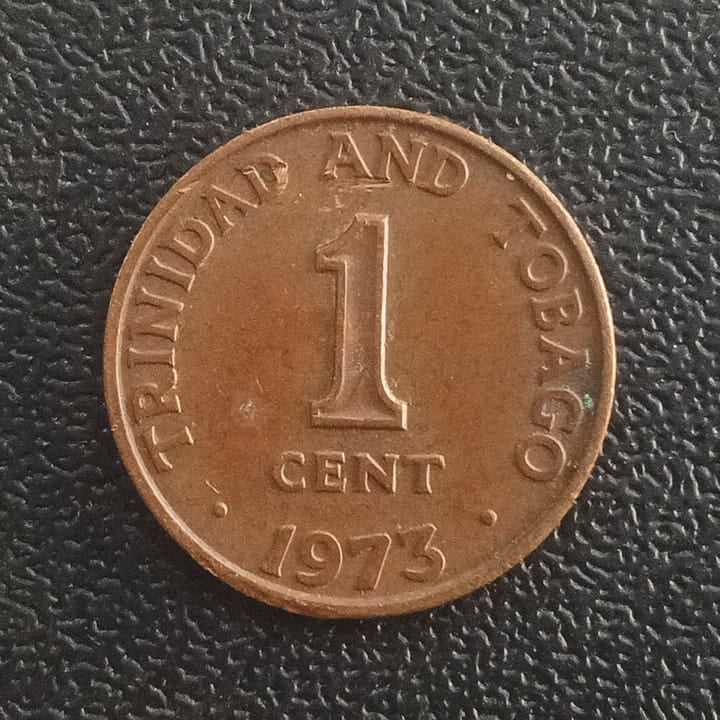 TRINIDAD AND TOBAGO
1
CENT
1973